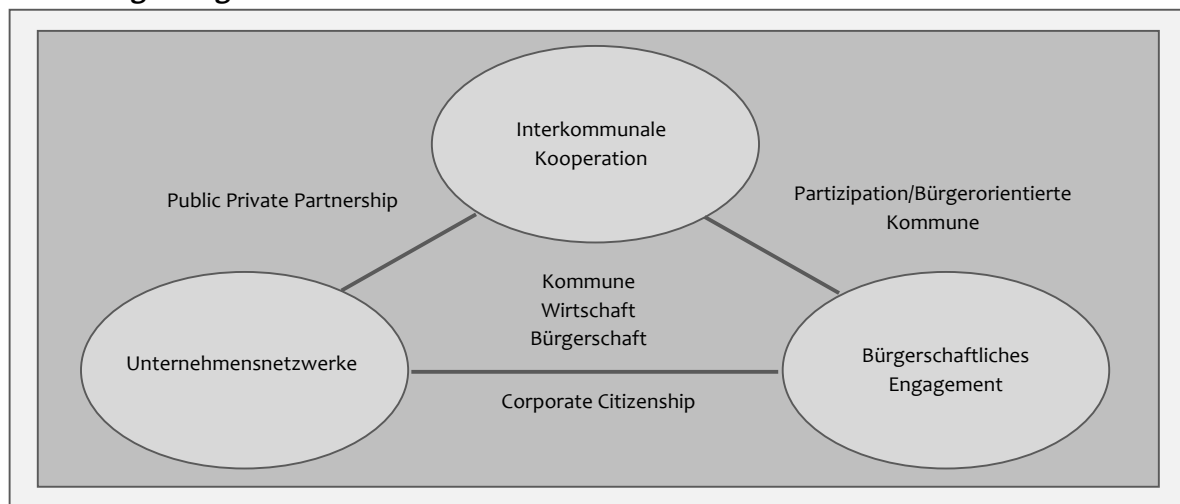 Interkommunale
Kooperation
Public Private Partnership
Partizipation/Bürgerorientierte
Kommune
Kommune
Wirtschaft
Bürgerschaft
Unternehmensnetzwerke
Bürgerschaftliches
Engagement
Corporate Citizenship